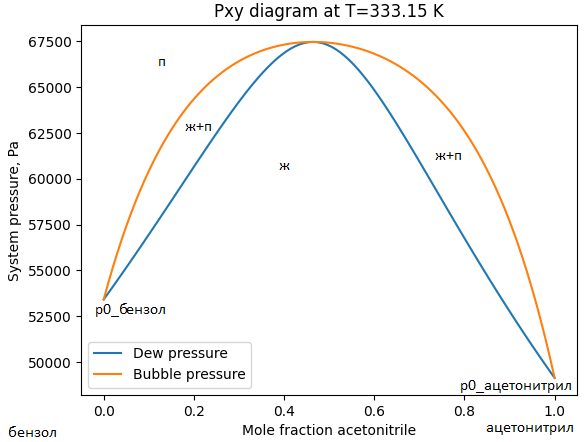 Pxy diagram at T=333.15 K
System pressure, Pa
67500
65000
62500
60000
57500
55000
52500
50000
п
ж+п
ж
ж+п
p0_бензол
p0_ацетонитрил
Dew pressure
Bubble pressure
0.0 0.2 0.4 0.6 0.8 1.0
бензол Mole fraction acetonitrile ацетонитрил